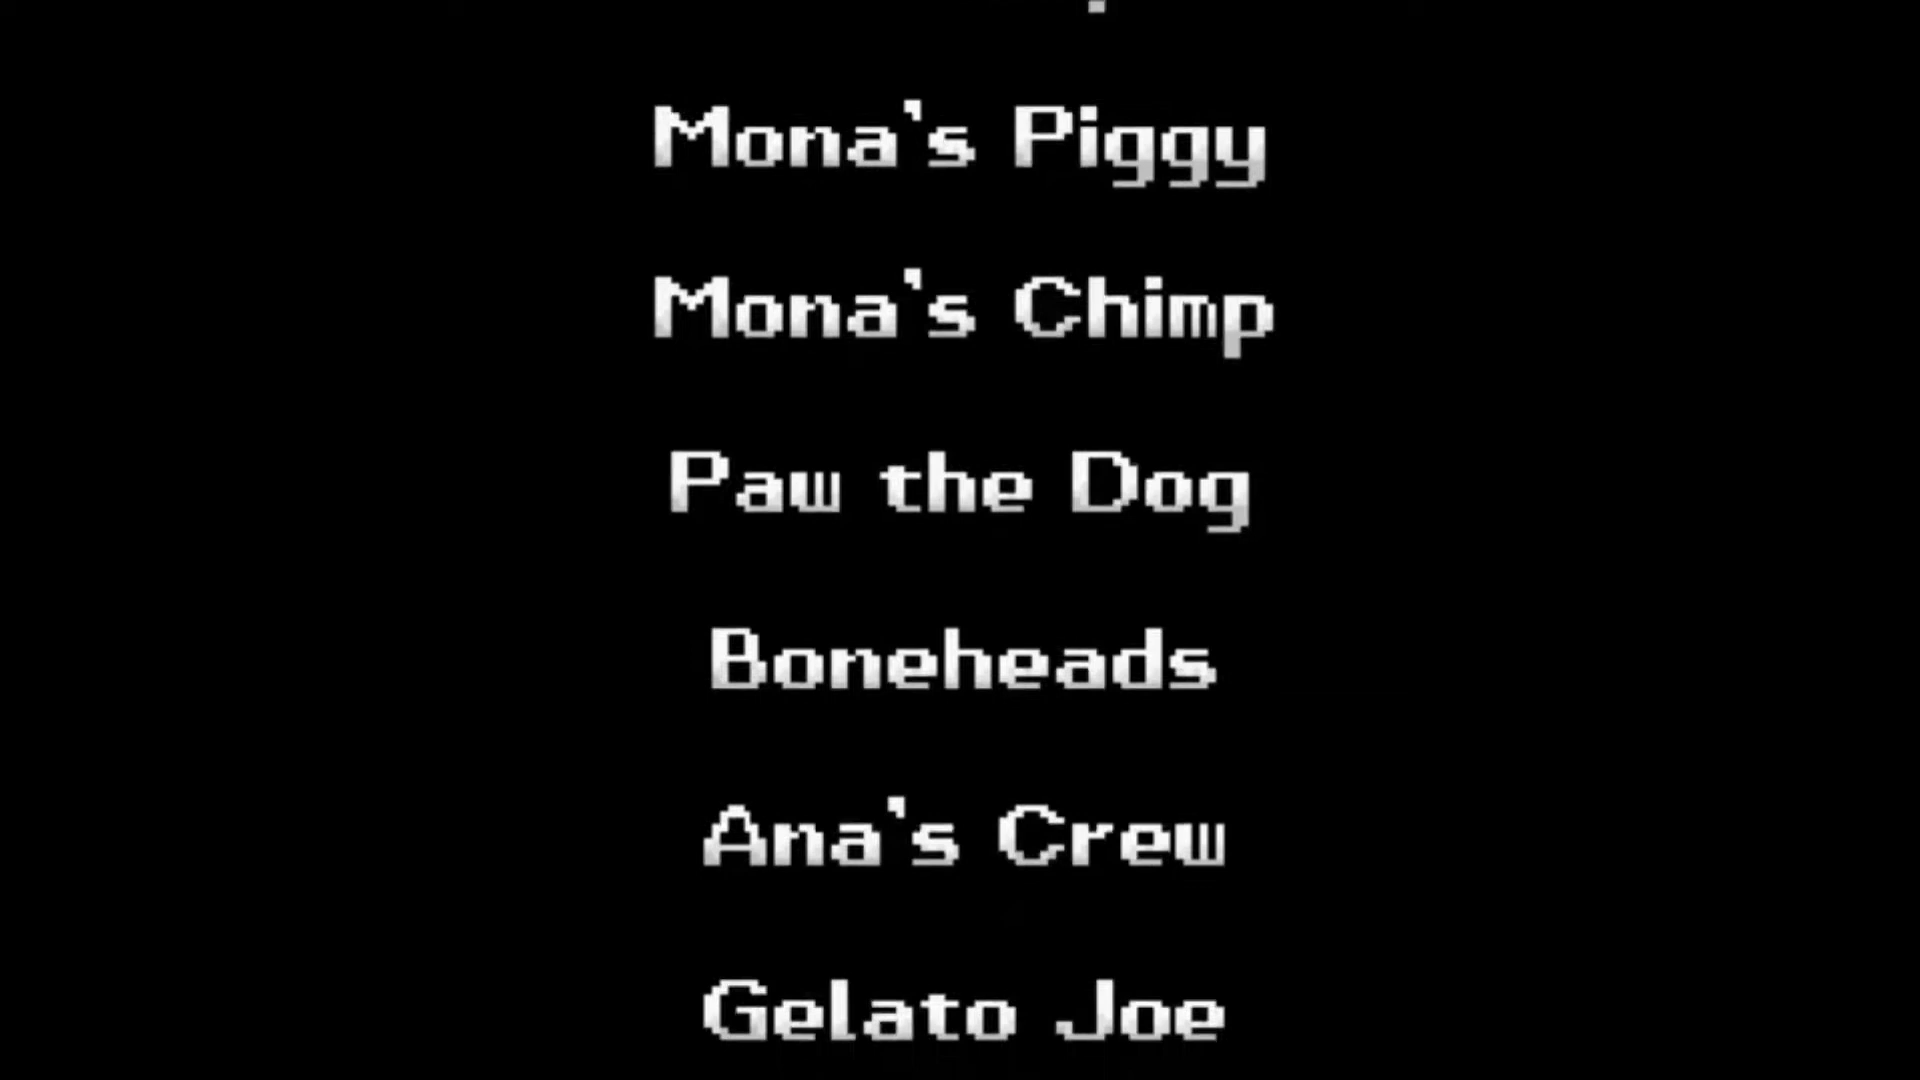 Mona's Piggy
Mona's Chimp
Paw the Dog
Boneheads
Ana's Crew
Gelato Joe